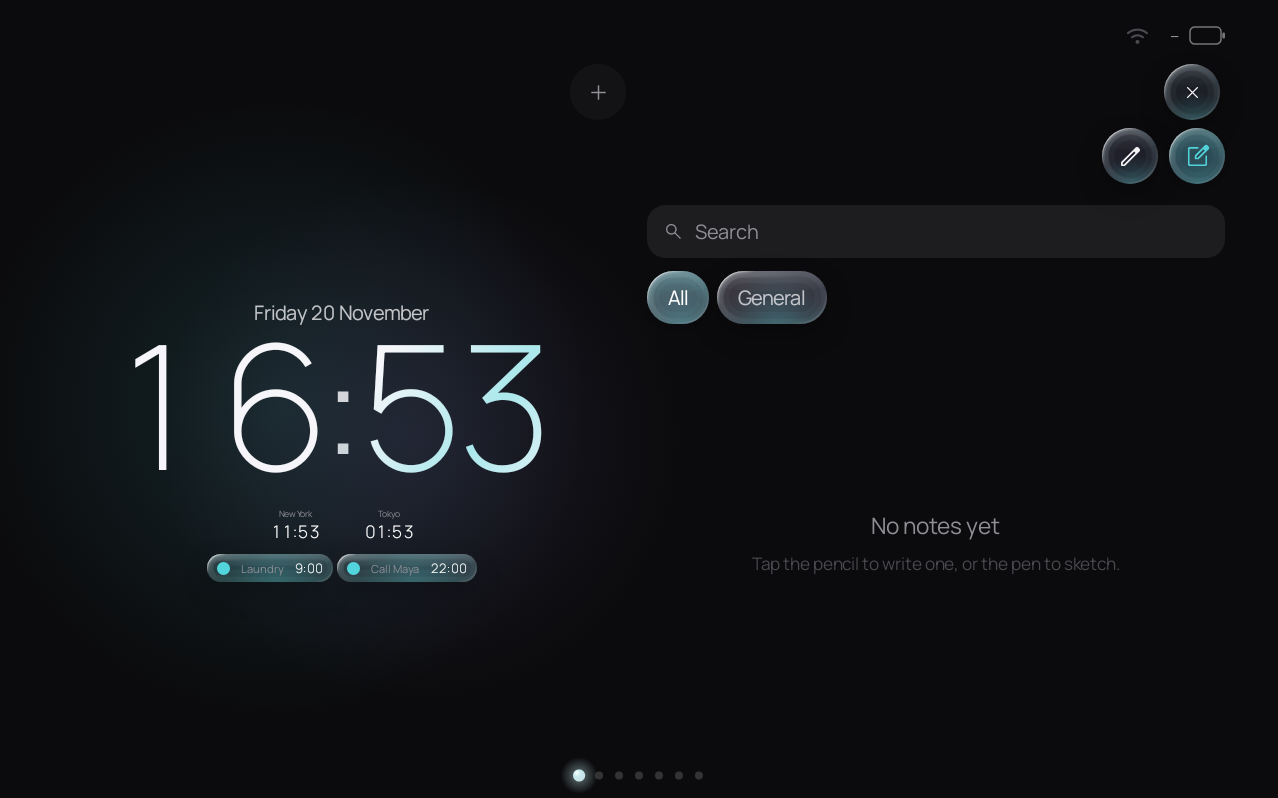 Search
All General
Friday 20 November
16:53
New York Tokyo
11:53 01:53
Laundry 9:00 Call Maya 22:00
No notes yet
Tap the pencil to write one, or the pen to sketch.